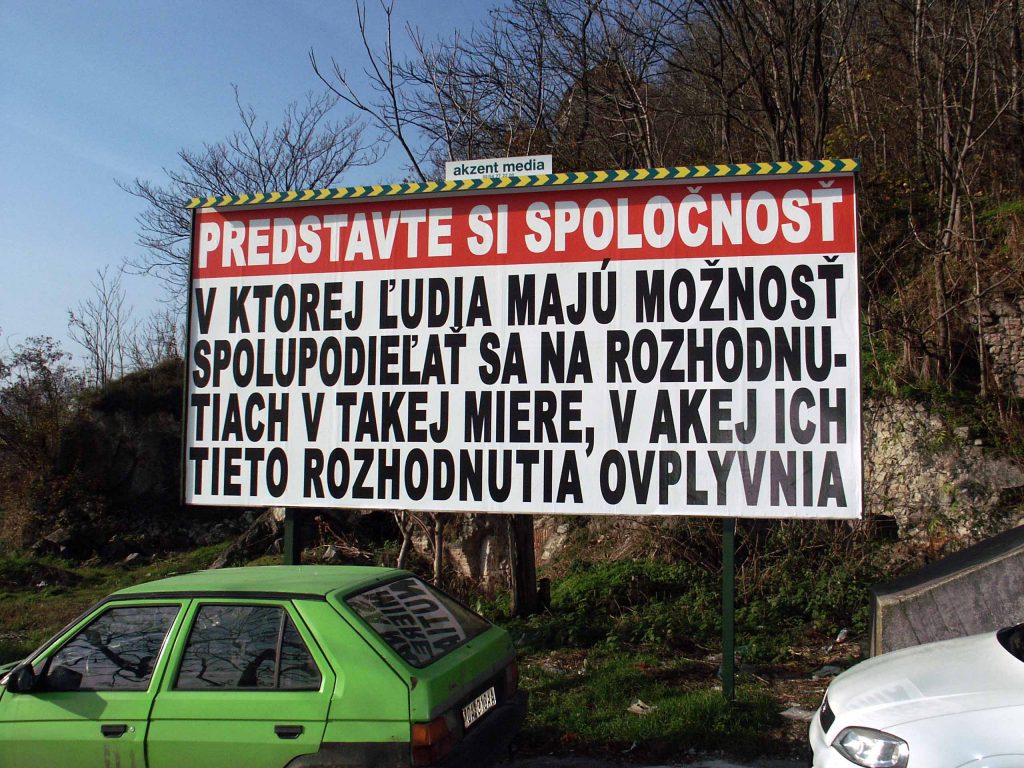 akzent media
PREDSTAVTE SI SPOLOČNOSŤ
V KTOREJ ĽUDIA MAJÚ MOŽNOSŤ
SPOLUPODIEĽAŤ SA NA ROZHODNU-
TIACH V TAKEJ MIERE, V AKEJ ICH
TIETO ROZHODNUTIA OVPLYVNIA